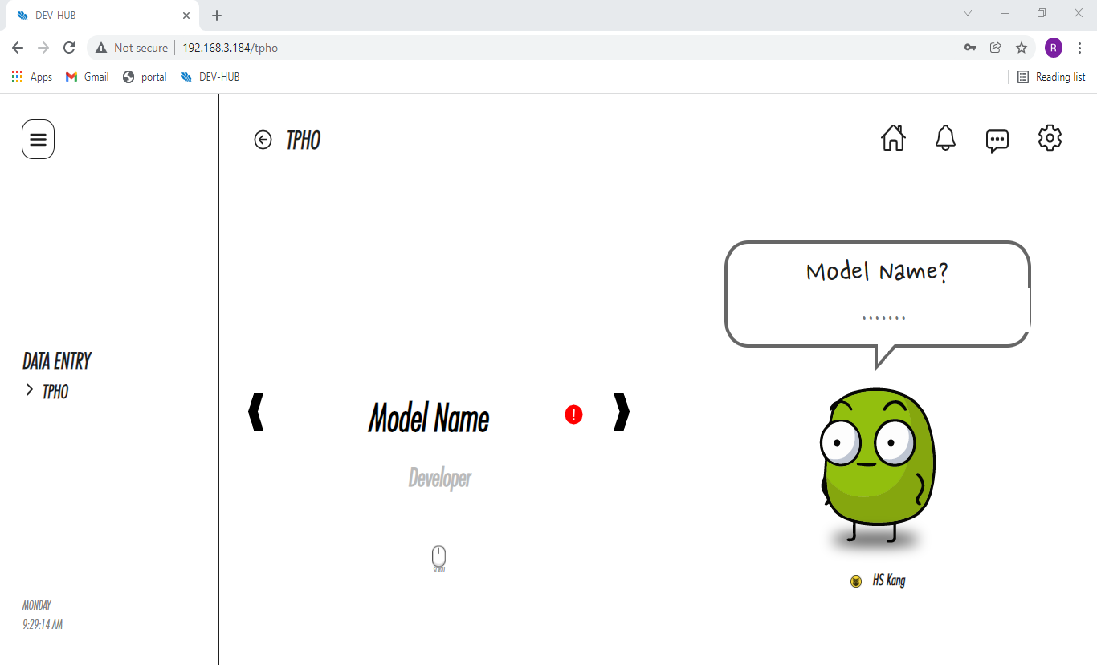 DEV-HUB
Not secure 192.168.3.184/tpho
R
Apps Gmail portal DEV-HUB Reading list
TPHO
Model Name?
.......
DATA ENTRY
TPHO
Model Name
!
Developer
HS Kang
MONDAY
9:29:14 AM